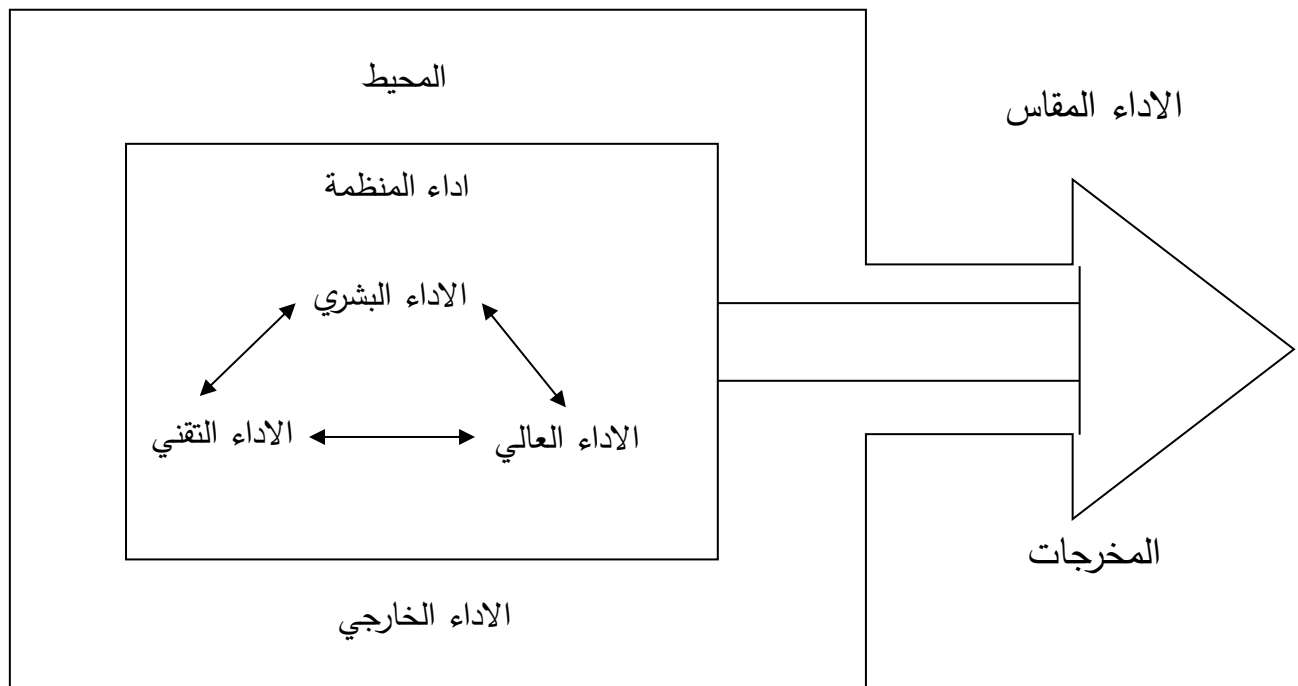 المحيط
الاداء المقاس
اداء المنظمة
الاداء البشري
الاداء العالي
الاداء التقني
المخرجات
الاداء الخارجي